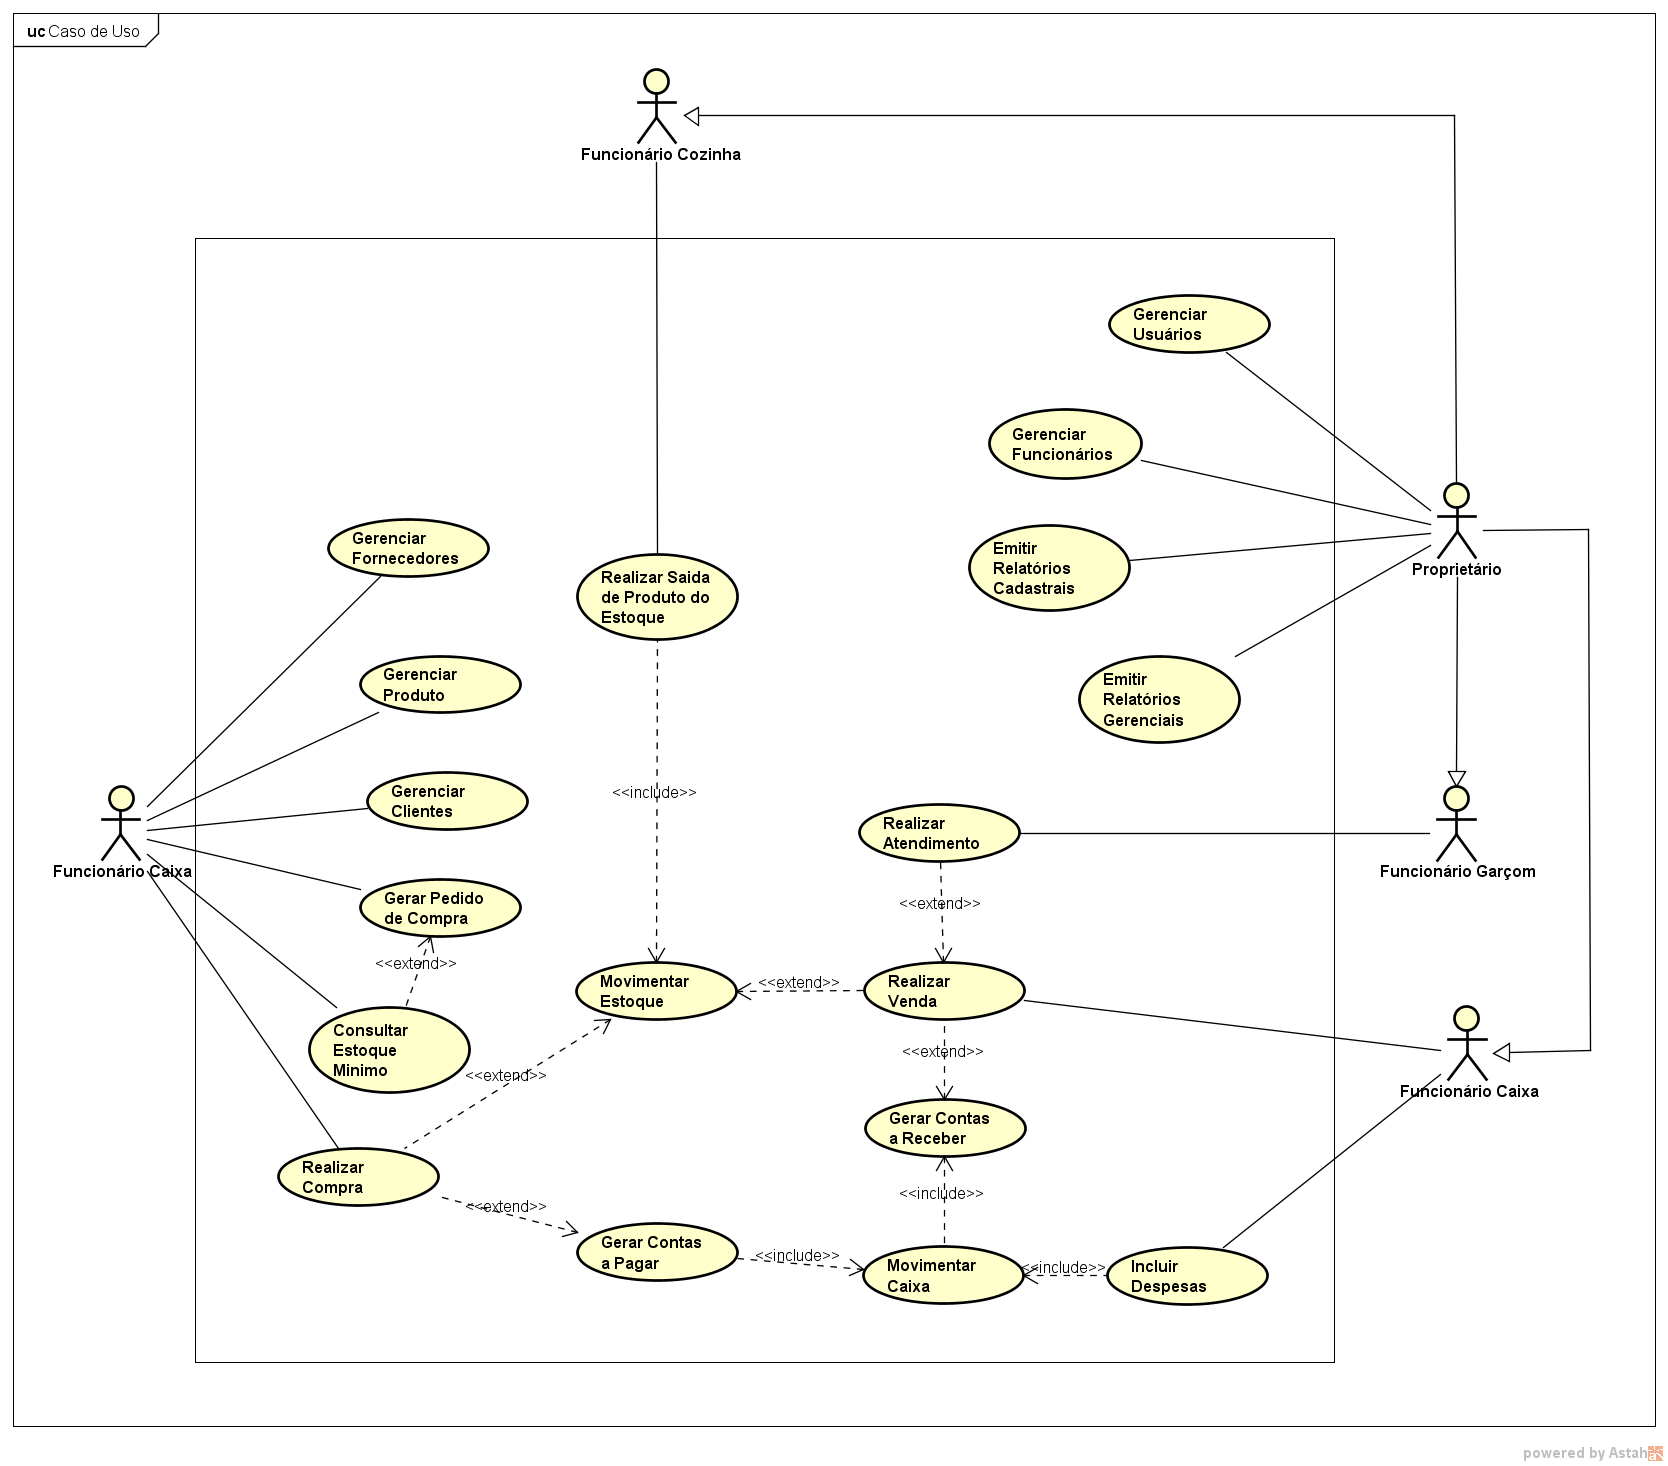 uc Caso de Uso
Funcionário Cozinha
Gerenciar
Usuários
Gerenciar
Funcionários
Emitir
Relatórios
Cadastrais
Proprietário
Gerenciar
Fornecedores
Realizar Saida
de Produto do
Estoque
Gerenciar
Produto
Emitir
Relatórios
Gerenciais
<<include>>
Gerenciar
Clientes
Realizar
Atendimento
Funcionário Caixa
Funcionário Garçom
Gerar Pedido
de Compra
<<extend>>
<<extend>>
Movimentar
Estoque
<<extend>>
Realizar
Venda
Consultar
Estoque
Minimo
<<extend>>
<<extend>>
Funcionário Caixa
Gerar Contas
a Receber
Realizar
Compra
<<include>>
<<extend>>
Gerar Contas
a Pagar
<<include>>
Movimentar
Caixa
<<include>>
Incluir
Despesas
powered by Astah